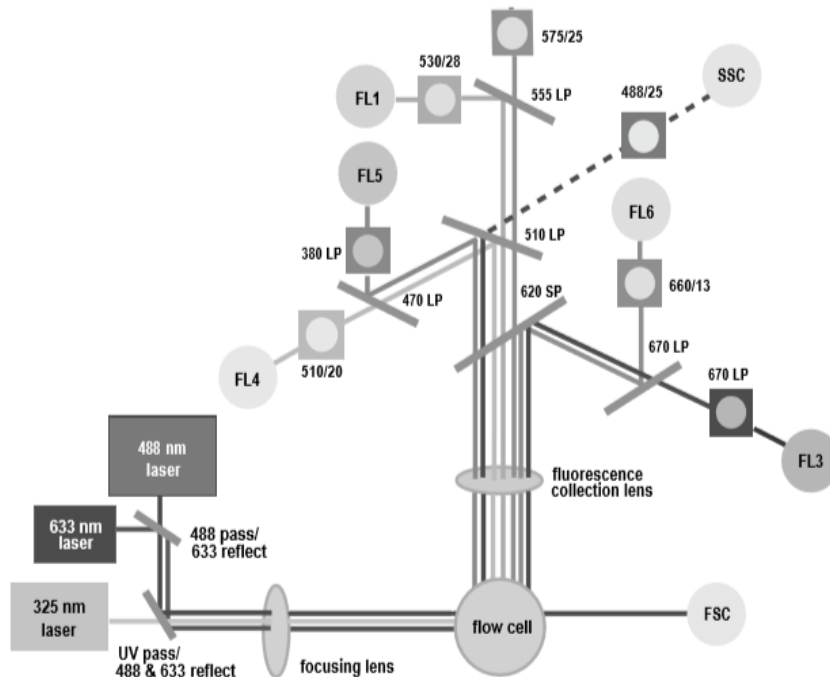 575/25
530/28
SSC
488/25
555 LP
FL1
FL5
FL6
510 LP
380 LP
660/13
620 SP
470 LP
670 LP
510/20
670 LP
FL4
488 nm
laser
FL3
fluorescence
collection lens
633 nm
laser
488 pass/
633 reflect
325 nm
laser
FSC
flow cell
UV pass/
488 & 633 reflect
focusing lens